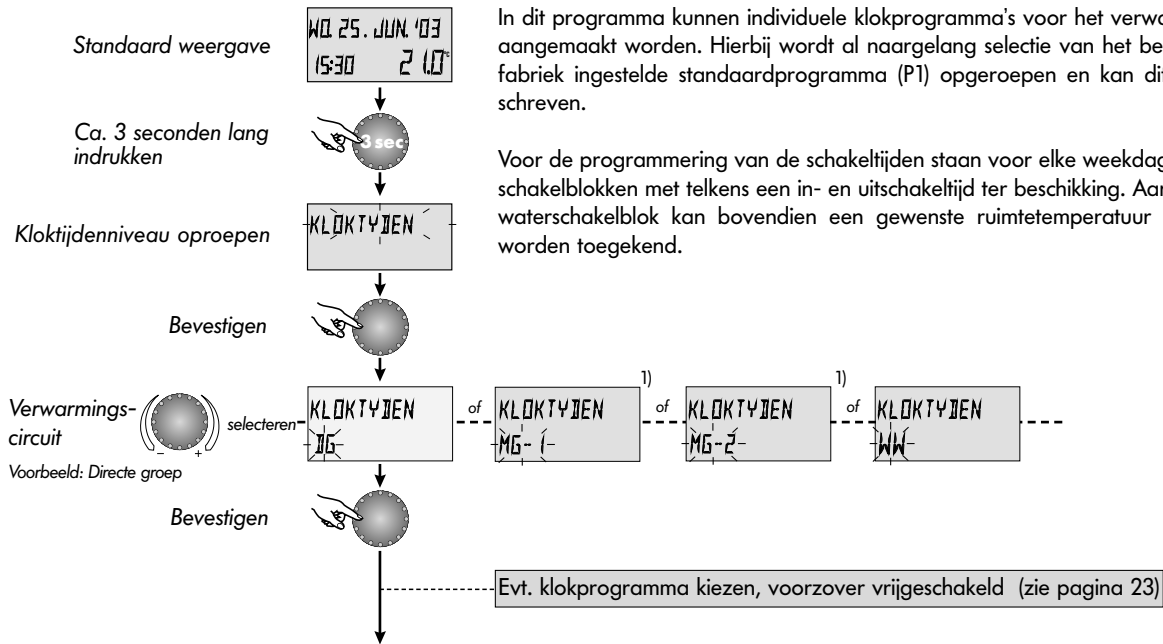 Standaard weergave
WO. 25. JUN. '03
15:30 21.0°C
In dit programma kunnen individuele klokprogramma's voor het
aangemaakt worden. Hierbij wordt al naargelang selectie van het
fabriek ingestelde standaardprogramma (P1) opgeroepen en kan
schreven.
Ca. 3 seconden lang
indrukken
3 sec
Voor de programmering van de schakeltijden staan voor elke weekdag
schakelblokken met telkens een in- en uitschakeltijd ter beschikking.
waterschakelblok kan bovendien een gewenste ruimtetemperatuur
worden toegekend.
Kloktijdenniveau oproepen
KLOKTYDEN
Bevestigen
Verwarmings-
circuit
- +
selecteren
Voorbeeld: Directe groep
KLOKTYDEN
DG
of
KLOKTYDEN
MG-1
1)
of
KLOKTYDEN
MG-2
1)
of
KLOKTYDEN
WW
Bevestigen
Evt. klokprogramma kiezen, voorzover vrijgeschakeld (zie pagina 23)